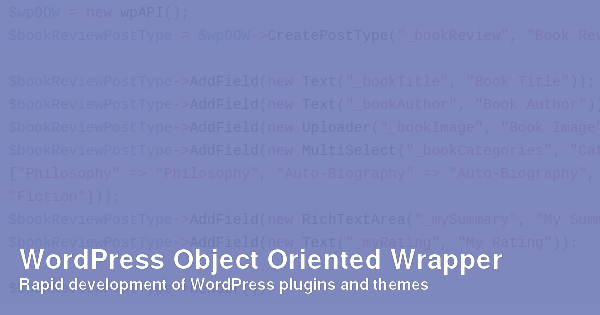 $wpOOW = new wpAPI();
$bookReviewPostType = $wpOOW->CreatePostType("_bookReview", "Book Rev
$bookReviewPostType->AddField(new Text("_bookTitle", "Book Title"));
$bookReviewPostType->AddField(new Text("_bookAuthor", "Book Author"))
$bookReviewPostType->AddField(new Uploader("_bookImage", "Book Image"
$bookReviewPostType->AddField(new MultiSelect("_bookCategories", "Cat
["Philosophy" => "Philosophy", "Auto-Biography" => "Auto-Biography",
"Fiction"]));
$bookReviewPostType->AddField(new RichTextArea("_mySummary", "My Summ
$bookReviewPostType->AddField(new Text("_myRating", "My Rating"));
WordPress Object Oriented Wrapper
Rapid development of WordPress plugins and themes